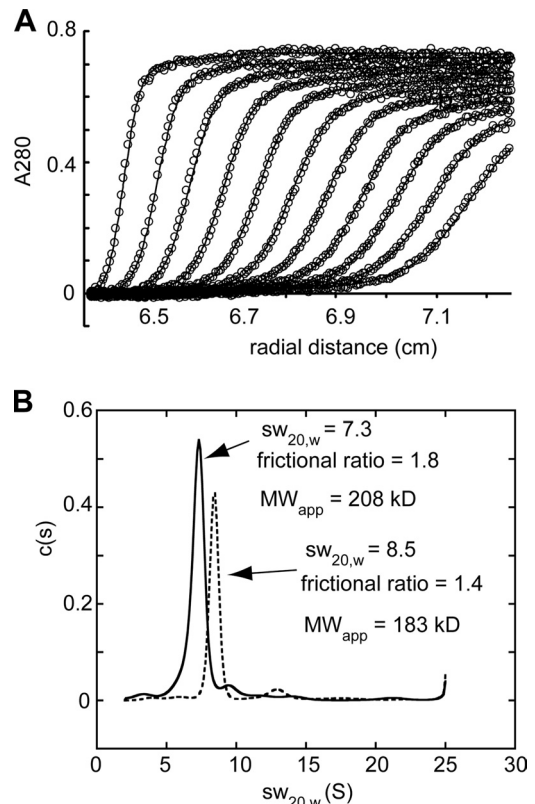 A
0.8
0.4
0
A280
6.5 6.7 6.9 7.1
radial distance (cm)
B
0.6
0.4
0.2
0
c(s)
sw20,w = 7.3
frictional ratio = 1.8
MWapp = 208 kD
sw20,w = 8.5
frictional ratio = 1.4
MWapp = 183 kD
0 5 10 15 20 25 30
sw20,w (S)